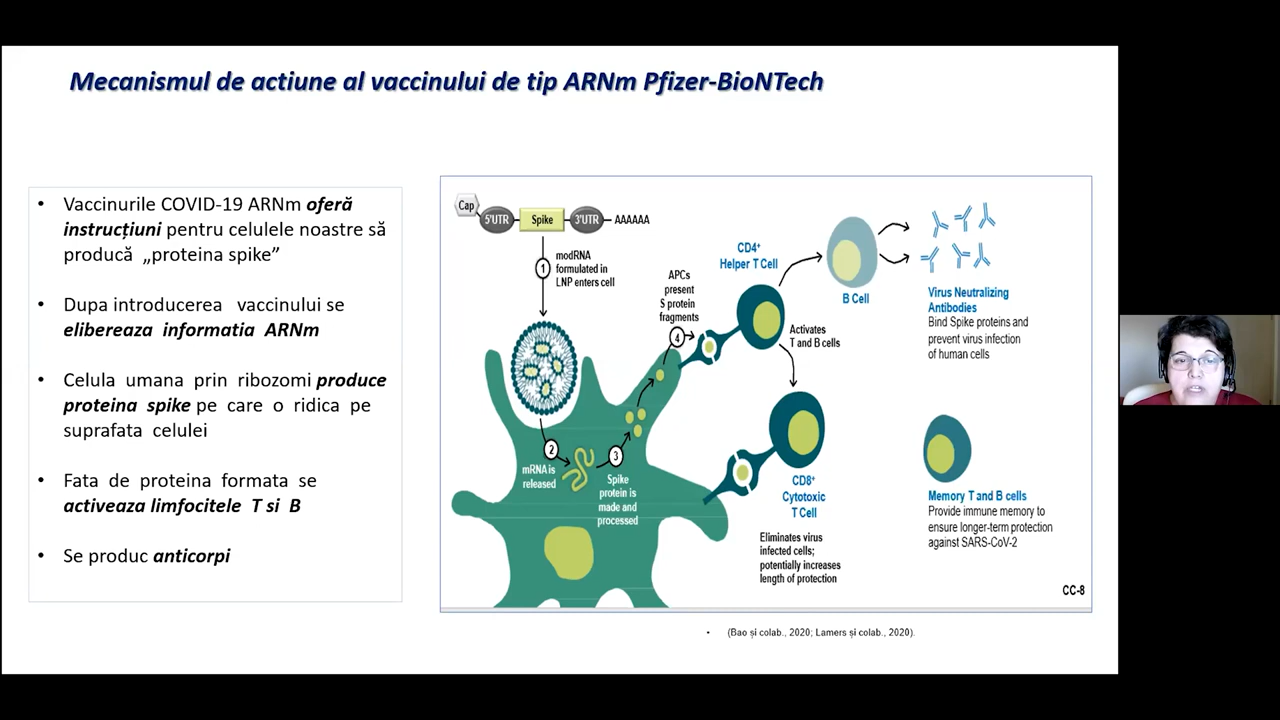 Mecanismul de actiune al vaccinului de tip ARNm Pfizer-BioNTech
• Vaccinurile COVID-19 ARNm oferă
instrucțiuni pentru celulele noastre să
producă „proteina spike”
• Dupa introducerea vaccinului se
elibereaza informatia ARNm
• Celula umana prin ribozomi produce
proteina spike pe care o ridica pe
suprafata celulei
• Fata de proteina formata se
activeaza limfocitele T si B
• Se produc anticorpi
Cap
5'UTR
Spike
3'UTR
AAAAAA
1
modRNA
formulated in
LNP enters cell
2
mRNA is
released
3
Spike
protein is
made and
processed
APCs
present
S protein
fragments
4
CD4+
Helper T Cell
Activates
T and B cells
B Cell
Virus Neutralizing
Antibodies
Bind Spike proteins and
prevent virus infection
of human cells
CD8+
Cytotoxic
T Cell
Eliminates virus
infected cells;
potentially increases
length of protection
Memory T and B cells
Provide immune memory to
ensure longer-term protection
against SARS-CoV-2
CC-8
• (Bao și colab., 2020; Lamers și colab., 2020).